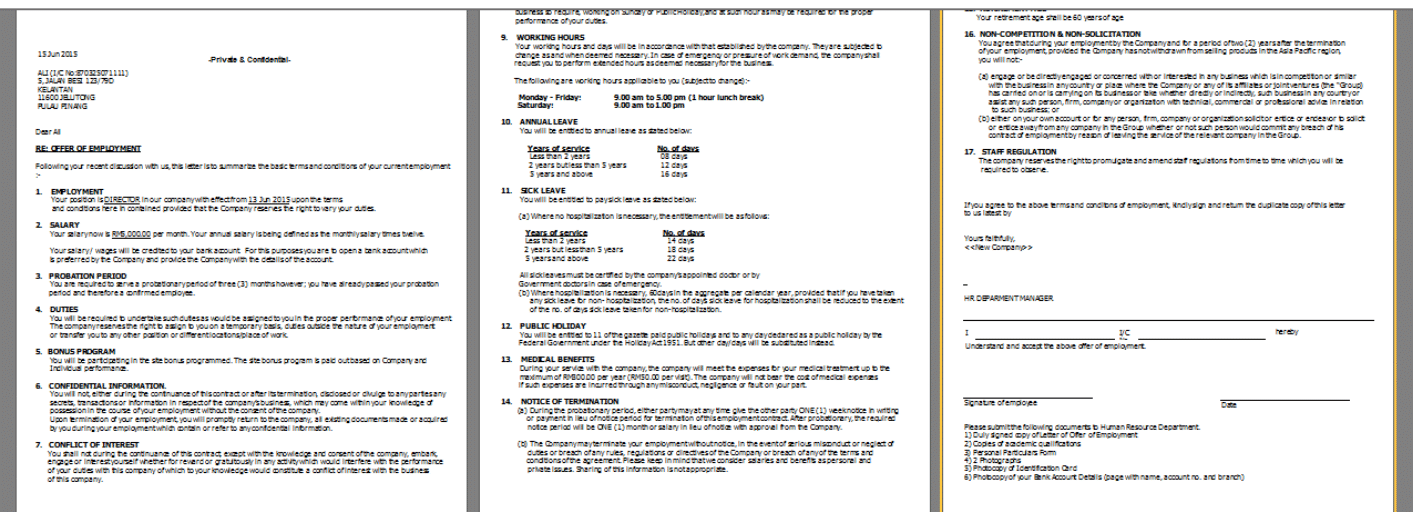 15 Jun 2015
-Private & Confidential-
ALI (I/C No:870325071111)
5, JALAN BESI 123/79D
KELANTAN
11600 JELUTONG
PULAU PINANG
Dear Ali
RE: OFFER OF EMPLOYMENT
Following your recent discussion with us, this letter is to summarize the basic terms and conditions of your current employment
:-
1. EMPLOYMENT
Your position is DIRECTOR in our company with effect from 13 Jun 2015 upon the terms
and conditions here in contained provided that the Company reserves the right to vary your duties.
2. SALARY
Your salary now is RM5,000.00 per month. Your annual salary is being defined as the monthly salary times twelve.
Your salary/ wages will be credited to your bank account. For this purposes you are to open a bank account which
is preferred by the Company and provide the Company with the details of the account.
3. PROBATION PERIOD
You are required to serve a probationary period of three (3) months however; you have already passed your probation
period and therefore a confirmed employee.
4. DUTIES
You will be required to undertake such duties as would be assigned to you in the proper performance of your employment.
The company reserves the right to assign to you on a temporary basis, duties outside the nature of your employment
or transfer you to any other position or different locations/place of work.
5. BONUS PROGRAM
You will be participating in the site bonus programmed. The site bonus program is paid out based on Company and
Individual performance.
6. CONFIDENTIAL INFORMATION.
You will not, either during the continuance of this contract or after its termination, disclosed or divulge to any parties any
secrets, transactions or information in respect of the company's business, which may come within your knowledge of
possession in the course of your employment without the consent of the company.
Upon termination of your employment, you will promptly return to the company, all existing documents made or acquired
by you during your employment which contain or refer to any confidential information.
7. CONFLICT OF INTEREST
You shall not during the continuance of this contract; except with the knowledge and consent of the company, embark,
engage or interest yourself whether for reward or gratuitously in any activity which would interfere with the performance
of your duties with this company of which to your knowledge would constitute a conflict of interest with the business
of this company.
business so require, working on Sunday or Public Holiday, and at such hour as may be required for the proper
performance of your duties.
9. WORKING HOURS
Your working hours and days will be in accordance with that established by the company. They are subjected to
change as and when deemed necessary. In case of emergency or pressure of work demand, the company shall
request you to perform extended hours as deemed necessary for the business.
The following are working hours applicable to you (subject to change):-
Monday - Friday: 9.00 am to 5.00 pm (1 hour lunch break)
Saturday: 9.00 am to 1.00 pm
10. ANNUAL LEAVE
You will be entitled to annual leave as stated below:
Years of service No. of days
Less than 2 years 08 days
2 years but less than 5 years 12 days
5 years and above 16 days
11. SICK LEAVE
You will be entitled to pay sick leave as stated below:
(a) Where no hospitalization is necessary, the entitlement will be as follows:
Years of service No. of days
Less than 2 years 14 days
2 years but less than 5 years 18 days
5 years and above 22 days
All sick leaves must be certified by the company's appointed doctor or by
Government doctors in case of emergency.
(b) Where hospitalization is necessary, 60days in the aggregate per calendar year, provided that if you have taken
any sick leave for non- hospitalization, the no. of days sick leave for hospitalization shall be reduced to the extent
of the no. of days sick leave taken for non-hospitalization.
12. PUBLIC HOLIDAY
You will be entitled to 11 of the gazette paid public holidays and to any day declared as a public holiday by the
Federal Government under the Holiday Act 1951. But other day/days will be substituted instead.
13. MEDICAL BENEFITS
During your service with the company, the company will meet the expenses for your medical treatment up to the
maximum of RM300.00 per year (RM50.00 per visit). The company will not bear the cost of medical expenses
if such expenses are incurred through any misconduct, negligence or fault on your part.
14. NOTICE OF TERMINATION
(a) During the probationary period, either party may at any time give the other party ONE (1) week notice in writing
or payment in lieu of notice period for termination of this employment contract. After probationary, the required
notice period will be ONE (1) month or salary in lieu of notice with approval from the Company.
(b) The Company may terminate your employment without notice, in the event of serious misconduct or neglect of
duties or breach of any rules, regulations or directives of the Company or breach of any of the terms and
conditions of the agreement. Please keep in mind that we consider salaries and benefits as personal and
private issues. Sharing of this information is not appropriate.
Your retirement age shall be 60 years of age
16. NON-COMPETITION & NON-SOLICITATION
You agree that during your employment by the Company and for a period of two (2) years after the termination
of your employment, provided the Company has not withdrawn from selling products in the Asia Pacific region,
you will not:-
(a) engage or be directly engaged or concerned with or interested in any business which is in competition or similar
with the business in any country or place where the Company or any of its affiliates or joint ventures (the "Group)
has carried on or is carrying on its business or take whether directly or indirectly, such business in any country or
assist any such person, firm, company or organization with technical, commercial or professional advice in relation
to such business; or
(b) either on your own account or for any person, firm, company or organization solicit or entice or endeavor to solicit
or entice away from any company in the Group whether or not such person would commit any breach of his
contract of employment by reason of leaving the service of the relevant company in the Group.
17. STAFF REGULATION
The company reserves the right to promulgate and amend staff regulations from time to time which you will be
required to observe.
If you agree to the above terms and conditons of employment, kindly sign and return the duplicate copy of this letter
to us latest by
Yours faithfully,
<<New Company>>
HR DEPARMENT MANAGER
I I/C hereby
Understand and accept the above offer of employment.
Signature of employee
Date
Please submit the following documents to Human Resource Department.
1) Duly signed copy of Letter of Offer of Employment
2) Copies of academic qualifications
3) Personal Particulars Form
4) 2 Photographs
5) Photocopy of Identification Card
6) Photocopy of your Bank Account Details (page with name, account no. and branch)